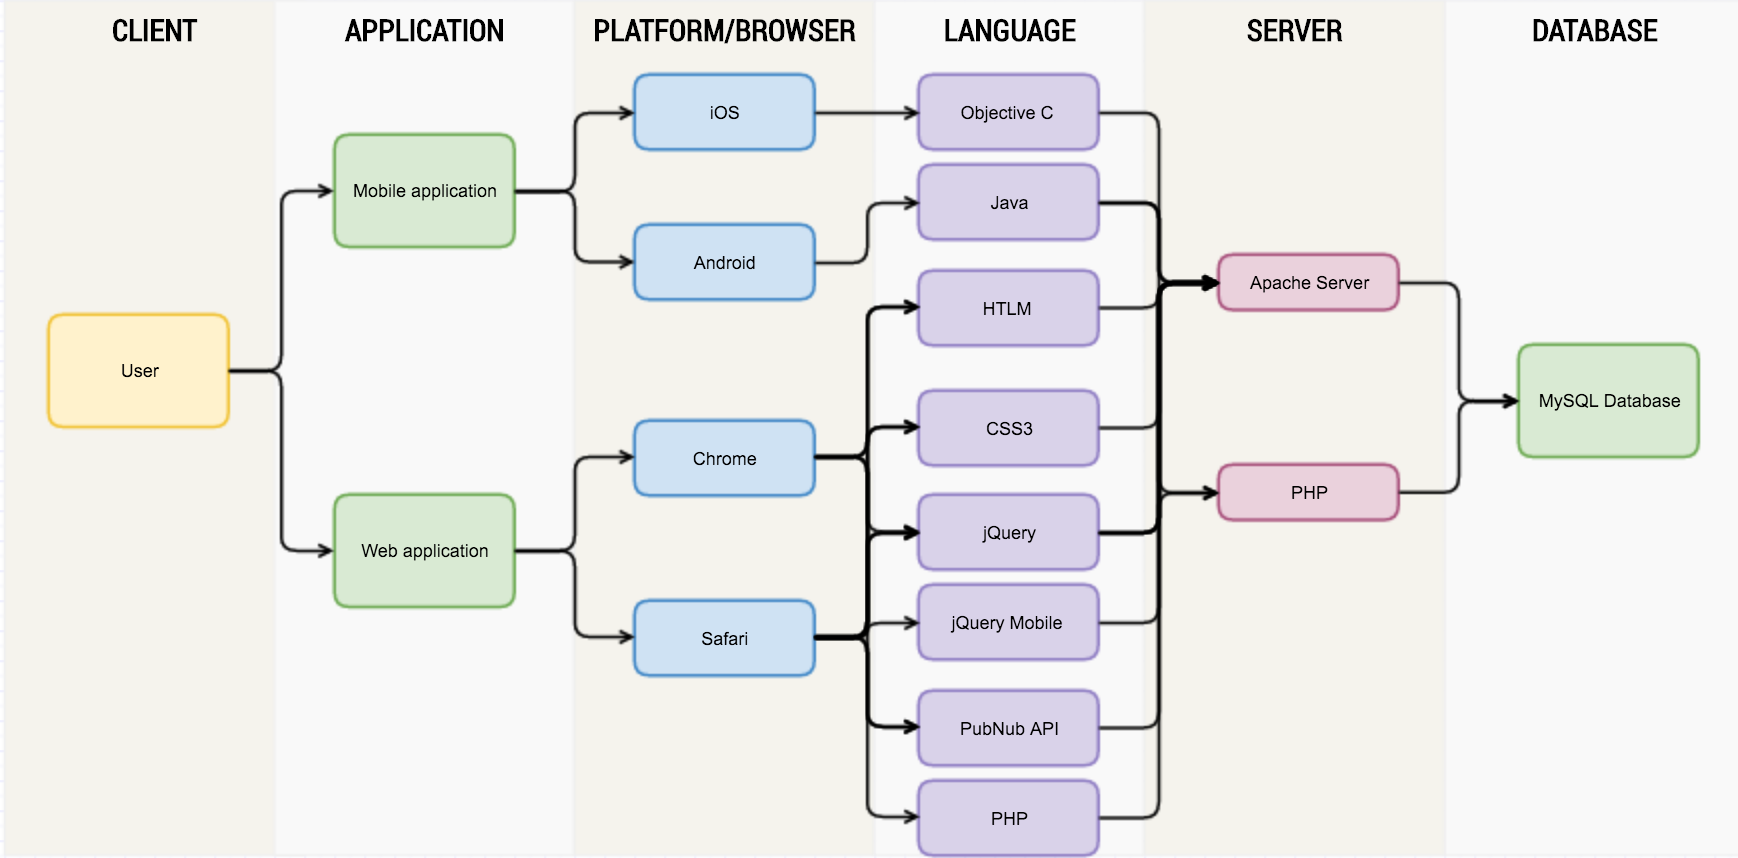 CLIENT
APPLICATION
PLATFORM/BROWSER
LANGUAGE
SERVER
DATABASE
User
Mobile application
Web application
iOS
Android
Chrome
Safari
Objective C
Java
HTLM
CSS3
jQuery
jQuery Mobile
PubNub API
PHP
Apache Server
PHP
MySQL Database